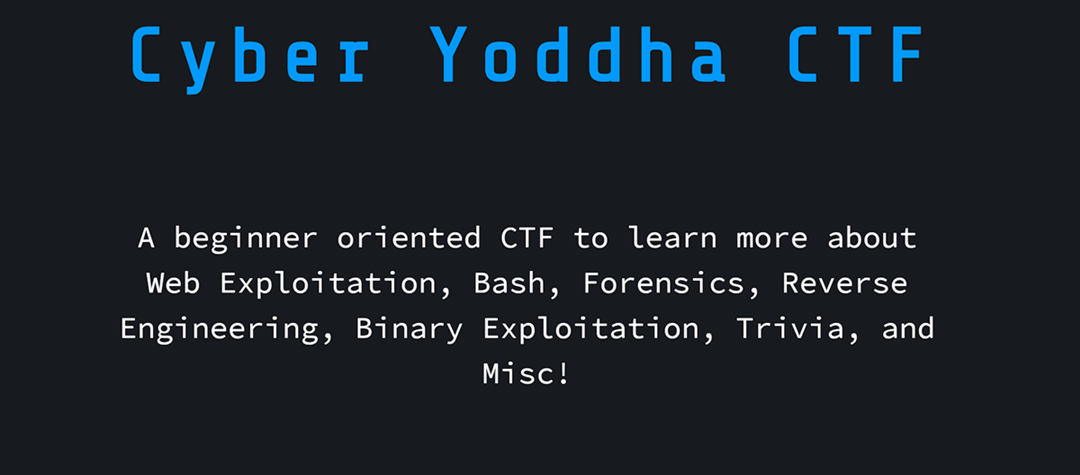 Cyber Yoddha CTF
A beginner oriented CTF to learn more about
Web Exploitation, Bash, Forensics, Reverse
Engineering, Binary Exploitation, Trivia, and
Misc!